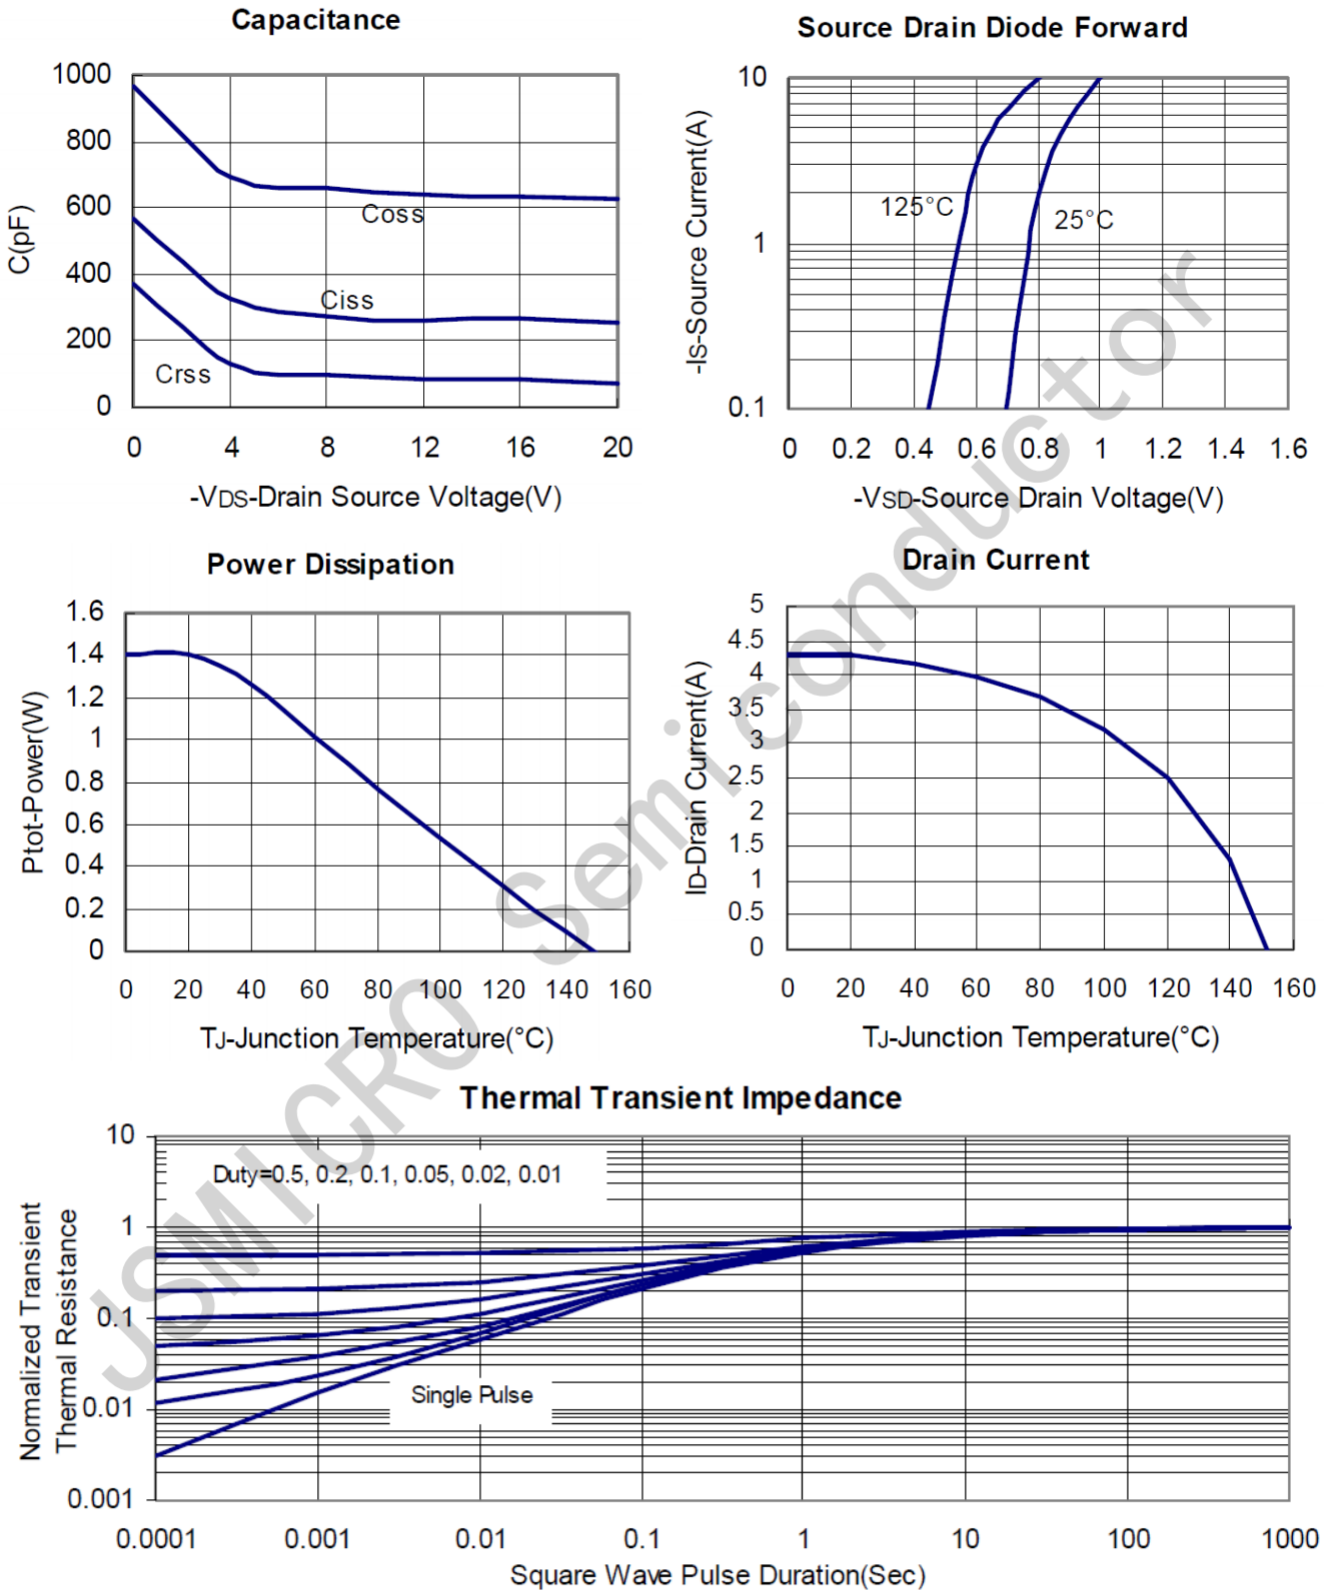 Capacitance
1000
800
600
400
200
0
C(pF)
Coss
Ciss
Crss
0 4 8 12 16 20
-VDS-Drain Source Voltage(V)
Source Drain Diode Forward
10
1
0.1
-IS-Source Current(A)
125°C
25°C
0 0.2 0.4 0.6 0.8 1 1.2 1.4 1.6
-VSD-Source Drain Voltage(V)
Power Dissipation
1.6
1.4
1.2
1
0.8
0.6
0.4
0.2
0
Ptot-Power(W)
0 20 40 60 80 100 120 140 160
TJ-Junction Temperature(°C)
Drain Current
5
4.5
4
3.5
3
2.5
2
1.5
1
0.5
0
ID-Drain Current(A)
0 20 40 60 80 100 120 140 160
TJ-Junction Temperature(°C)
Thermal Transient Impedance
10
1
0.1
0.01
0.001
Normalized Transient
Thermal Resistance
Duty=0.5, 0.2, 0.1, 0.05, 0.02, 0.01
Single Pulse
0.0001 0.001 0.01 0.1 1 10 100 1000
Square Wave Pulse Duration(Sec)
JSMICRO Semiconductor